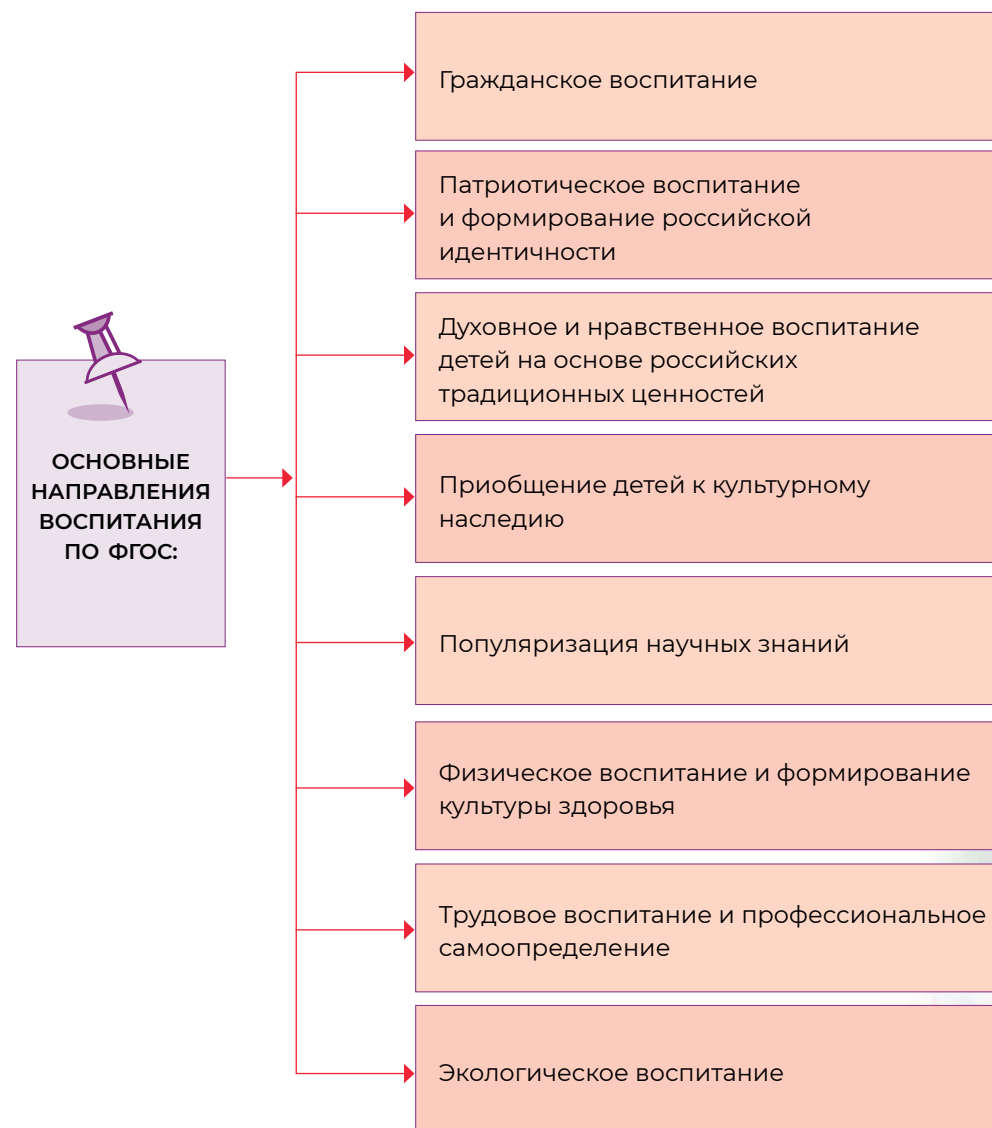 ОСНОВНЫЕ
НАПРАВЛЕНИЯ
ВОСПИТАНИЯ
ПО ФГОС:
Гражданское воспитание
Патриотическое воспитание
и формирование российской
идентичности
Духовное и нравственное воспитание
детей на основе российских
традиционных ценностей
Приобщение детей к культурному
наследию
Популяризация научных знаний
Физическое воспитание и формирование
культуры здоровья
Трудовое воспитание и профессиональное
самоопределение
Экологическое воспитание